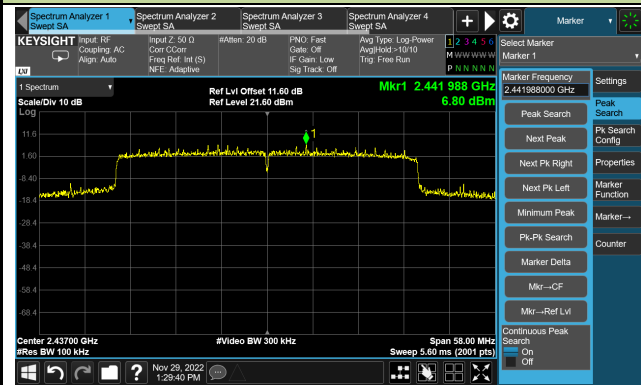 Spectrum Analyzer 1
Swept SA
Spectrum Analyzer 2
Swept SA
Spectrum Analyzer 3
Swept SA
Spectrum Analyzer 4
Swept SA
Marker
KEYSIGHT
LXI
Input: RF
Coupling: AC
Align: Auto
Input Z: 50 Ω
Corr CCorr
Freq Ref: Int (S)
NFE: Adaptive
#Atten: 20 dB
PNO: Fast
Gate: Off
IF Gain: Low
Sig Track: Off
Avg Type: Log-Power
Avg|Hold:>10/10
Trig: Free Run
1 2 3 4 5 6
M W W W W W
P N N N N N
Select Marker
Marker 1
1 Spectrum
Scale/Div 10 dB
Log
Ref Lvl Offset 11.60 dB
Ref Level 21.60 dBm
Mkr1 2.441 988 GHz
6.80 dBm
11.6
1.60
-8.40
-18.4
-28.4
-38.4
-48.4
-58.4
-68.4
1
Center 2.43700 GHz
#Res BW 100 kHz
#Video BW 300 kHz
Span 58.00 MHz
Sweep 5.60 ms (2001 pts)
Marker Frequency
2.441988000 GHz
Peak Search
Next Peak
Next Pk Right
Next Pk Left
Minimum Peak
Pk-Pk Search
Marker Delta
Mkr→CF
Mkr→Ref Lvl
Continuous Peak
Search
On
Off
Settings
Peak
Search
Pk Search
Config
Properties
Marker
Function
Marker→
Counter
Nov 29, 2022
1:29:40 PM